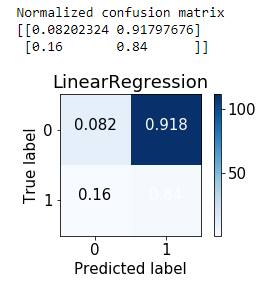 Normalized confusion matrix
[[0.08202324 0.91797676]
[0.16 0.84 ]]
LinearRegression
0 0.082 0.918 100
True label
50
1 0.16 0.84
0 1
Predicted label